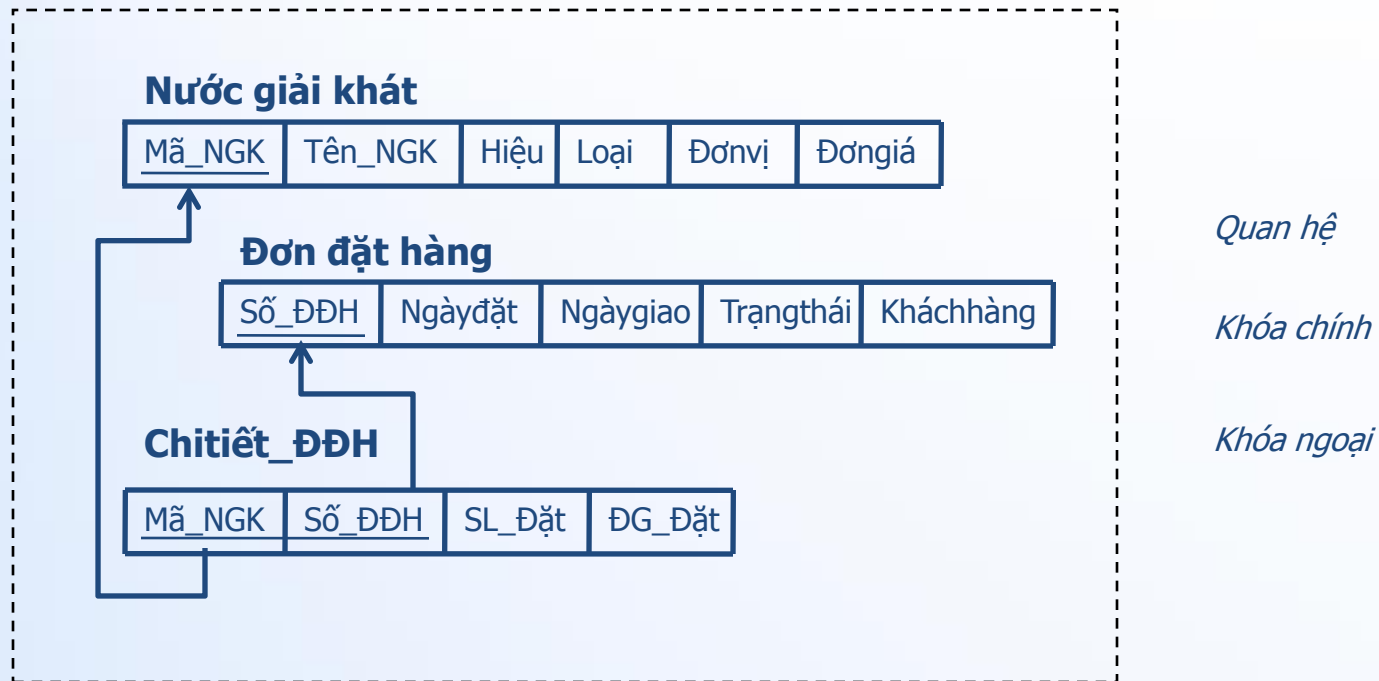 Nước giải khát
Mã_NGK Tên_NGK Hiệu Loại Đơnvị Đơngiá
Đơn đặt hàng
Số_ĐĐH Ngàyđặt Ngàygiao Trạngthái Kháchhàng
Chitiết_ĐĐH
Mã_NGK Số_ĐĐH SL_Đặt ĐG_Đặt
Quan hệ
Khóa chính
Khóa ngoại